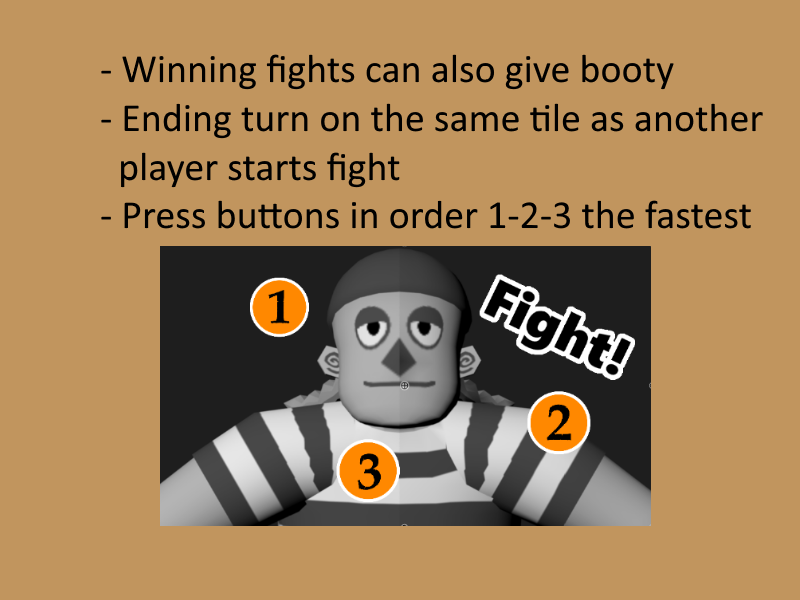 - Winning fights can also give booty
- Ending turn on the same tile as another
player starts fight
- Press buttons in order 1-2-3 the fastest
1
Fight!
2
3